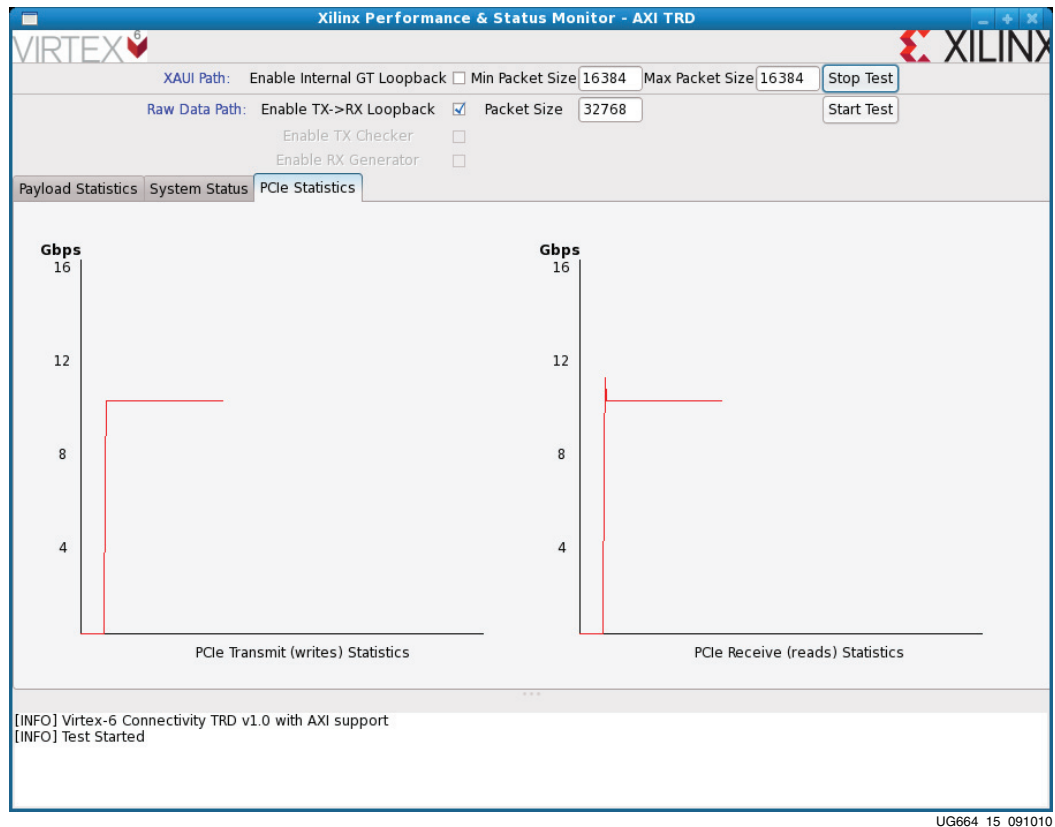 Xilinx Performance & Status Monitor - AXI TRD
VIRTEX 6
XILINX
XAUI Path: Enable Internal GT Loopback Min Packet Size 16384 Max Packet Size 16384 Stop Test
Raw Data Path: Enable TX->RX Loopback Packet Size 32768 Start Test
Enable TX Checker
Enable RX Generator
Payload Statistics System Status PCIe Statistics
Gbps
16
12
8
4
PCIe Transmit (writes) Statistics
Gbps
16
12
8
4
PCIe Receive (reads) Statistics
[INFO] Virtex-6 Connectivity TRD v1.0 with AXI support
[INFO] Test Started
UG664_15_091010